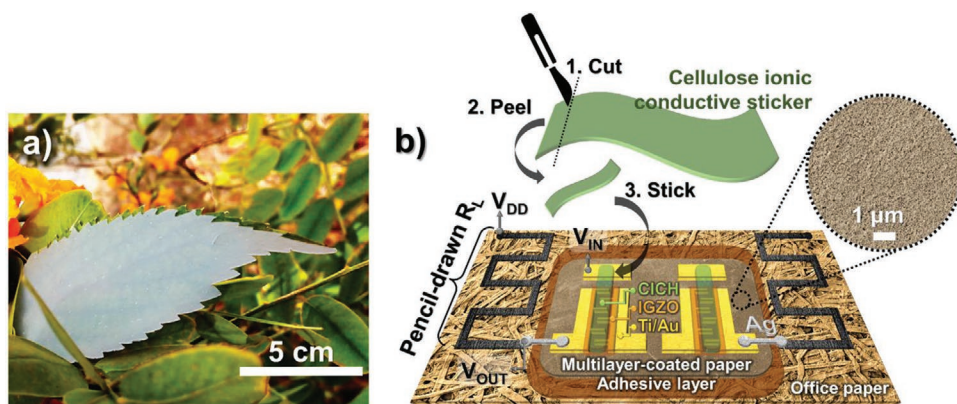 a)
5 cm
b)
1. Cut
2. Peel
Cellulose ionic
conductive sticker
3. Stick
1 µm
Pencil-drawn R_L
V_DD
V_IN
CICH
IGZO
Ti/Au
Ag
V_OUT
Multilayer-coated paper
Adhesive layer
Office paper